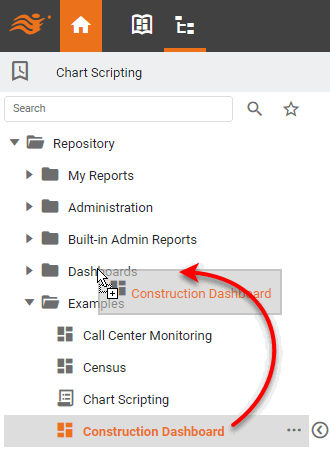 Chart Scripting
Search
Repository
My Reports
Administration
Built-in Admin Reports
Dashboards
Construction Dashboard
Examples
Call Center Monitoring
Census
Chart Scripting
Construction Dashboard